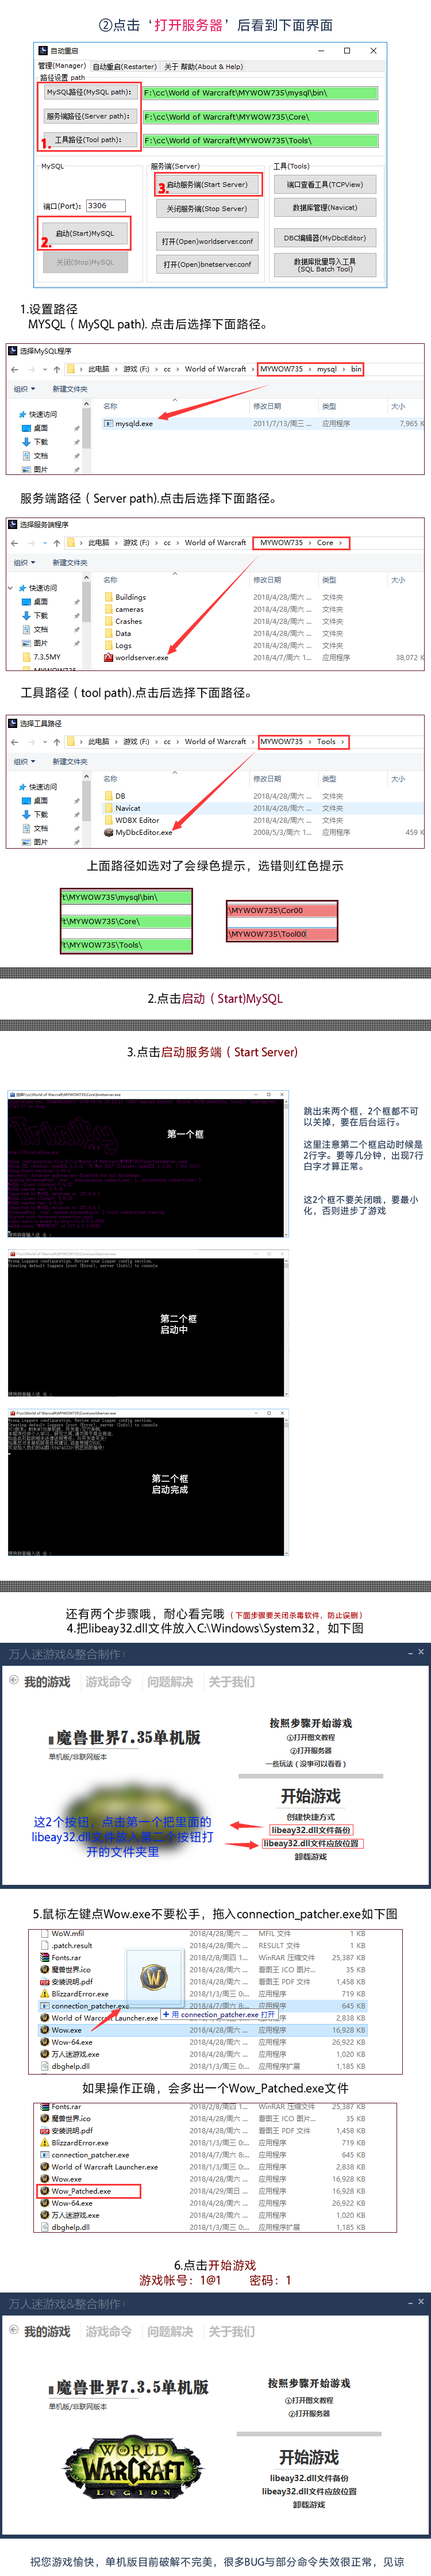 ②点击‘打开服务器’后看到下面界面
自动重启
管理(Manager) 自动重启(Restarter) 关于 帮助(About & Help)
路径设置 path
MySQL路径(MySQL path): F:\cc\World of Warcraft\MYWOW735\mysql\bin\
服务端路径(Server path): F:\cc\World of Warcraft\MYWOW735\Core\
1. 工具路径(Tool path): F:\cc\World of Warcraft\MYWOW735\Tools\
MySQL 服务端(Server) 工具(Tools)
3. 启动服务端(Start Server) 端口查看工具(TCPView)
端口(Port): 3306 关闭服务端(Stop Server) 数据库管理(Navicat)
2. 启动(Start)MySQL 打开(Open)worldserver.conf DBC编辑器(MyDbcEditor)
关闭(Stop)MySQL 打开(Open)bnetserver.conf 数据库批量导入工具
(SQL Batch Tool)
1.设置路径
MYSQL（ MySQL path). 点击后选择下面路径。
选择MySQL程序
此电脑 › 游戏 (F:) › cc › World of Warcraft › MYWOW735 › mysql › bin
组织 新建文件夹
快速访问 名称 修改日期 类型 大小
桌面 mysqld.exe 2011/7/13/周三 ... 应用程序 7,965 K
下载
文档
图片
服务端路径（ Server path).点击后选择下面路径。
选择服务端程序
此电脑 › 游戏 (F:) › cc › World of Warcraft › MYWOW735 › Core ›
组织 新建文件夹
快速访问 名称 修改日期 类型 大小
桌面 Buildings 2018/4/28/周六 ... 文件夹
下载 cameras 2018/4/28/周六 ... 文件夹
文档 Crashes 2018/4/28/周六 ... 文件夹
图片 Data 2018/4/28/周六 ... 文件夹
7.3.5MY Logs 2018/4/28/周六 ... 文件夹
MYWOW735 worldserver.exe 2018/4/7/周六 1... 应用程序 38,072 K
工具路径（ tool path).点击后选择下面路径。
选择工具路径
此电脑 › 游戏 (F:) › cc › World of Warcraft › MYWOW735 › Tools ›
组织 新建文件夹
快速访问 名称 修改日期 类型 大小
桌面 DB 2018/4/28/周六 ... 文件夹
下载 Navicat 2018/4/28/周六 ... 文件夹
文档 WDBX Editor 2018/4/28/周六 ... 文件夹
图片 MyDbcEditor.exe 2008/5/3/周六 1... 应用程序 459 K
上面路径如选对了会绿色提示，选错则红色提示
ft\MYWOW735\mysql\bin\
ft\MYWOW735\Core\
ft\MYWOW735\Tools\
\MYWOW735\Cor00
\MYWOW735\Tool00
2.点击启动（ Start)MySQL
3.点击启动服务端（ Start Server)
第一个框
跳出来两个框，2个框都不可以关掉，要在后台运行。
这里注意第二个框启动时候是2行字。要等几分钟，出现7行白字才算正常。
这2个框不要关闭哦，要最小化，否则进步了游戏
第二个框
启动中
第二个框
启动完成
还有两个步骤哦，耐心看完哦（下面步骤要关闭杀毒软件，防止误删）
4.把libeay32.dll文件放入C:\Windows\System32，如下图
万人迷游戏&整合制作
我的游戏 游戏命令 问题解决 关于我们
魔兽世界7.35单机版
单机版/非联网版本
按照步骤开始游戏
①打开图文教程
②打开服务器
一些玩法（没事可以看看）
开始游戏
创建快捷方式
libeay32.dll文件备份
libeay32.dll文件应放位置
卸载游戏
这2个按钮，点击第一个把里面的
libeay32.dll文件放入第二个按钮打
开的文件夹里
5.鼠标左键点Wow.exe不要松手，拖入connection_patcher.exe如下图
WoW.mfil 2018/4/28/周六 ... MFIL 文件 1 KB
.patch.result 2018/4/28/周六 ... RESULT 文件 1 KB
Fonts.rar 2018/2/8/周四 1... WinRAR 压缩文件 25,387 KB
魔兽世界.ico 2018/4/28/周六 ... 看图王 ICO 图片... 35 KB
安装说明.pdf 2018/4/28/周六 ... 看图王 PDF 文件 1,458 KB
BlizzardError.exe 2018/1/3/周三 0:... 应用程序 719 KB
connection_patcher.exe 2018/4/7/周六 8:... 应用程序 645 KB
World of Warcraft Launcher.exe 应用程序 2,838 KB
+ 用 connection_patcher.exe 打开
Wow.exe 2018/4/28/周六 ... 应用程序 16,928 KB
Wow-64.exe 2018/4/28/周六 ... 应用程序 26,922 KB
万人迷游戏.exe 2018/4/28/周六 ... 应用程序 1,020 KB
dbghelp.dll 2018/1/3/周三 0:... 应用程序扩展 1,185 KB
如果操作正确，会多出一个Wow_Patched.exe文件
Fonts.rar 2018/2/8/周四 1... WinRAR 压缩文件 25,387 KB
魔兽世界.ico 2018/4/28/周六 ... 看图王 ICO 图片... 35 KB
安装说明.pdf 2018/4/28/周六 ... 看图王 PDF 文件 1,458 KB
BlizzardError.exe 2018/1/3/周三 0:... 应用程序 719 KB
connection_patcher.exe 2018/4/7/周六 8:... 应用程序 645 KB
World of Warcraft Launcher.exe 2018/1/3/周三 0:... 应用程序 2,838 KB
Wow.exe 2018/4/28/周六 ... 应用程序 16,928 KB
Wow_Patched.exe 2018/4/29/周日 ... 应用程序 16,928 KB
Wow-64.exe 2018/4/28/周六 ... 应用程序 26,922 KB
万人迷游戏.exe 2018/4/28/周六 ... 应用程序 1,020 KB
dbghelp.dll 2018/1/3/周三 0:... 应用程序扩展 1,185 KB
6.点击开始游戏
游戏帐号：1@1 密码：1
万人迷游戏&整合制作
我的游戏 游戏命令 问题解决 关于我们
魔兽世界7.3.5单机版
单机版/非联网版本
按照步骤开始游戏
①打开图文教程
②打开服务器
WORLD OF WARCRAFT
LEGION
开始游戏
libeay32.dll文件备份
libeay32.dll文件应放位置
卸载游戏
祝您游戏愉快，单机版目前破解不完美，很多BUG与部分命令失效很正常，见谅